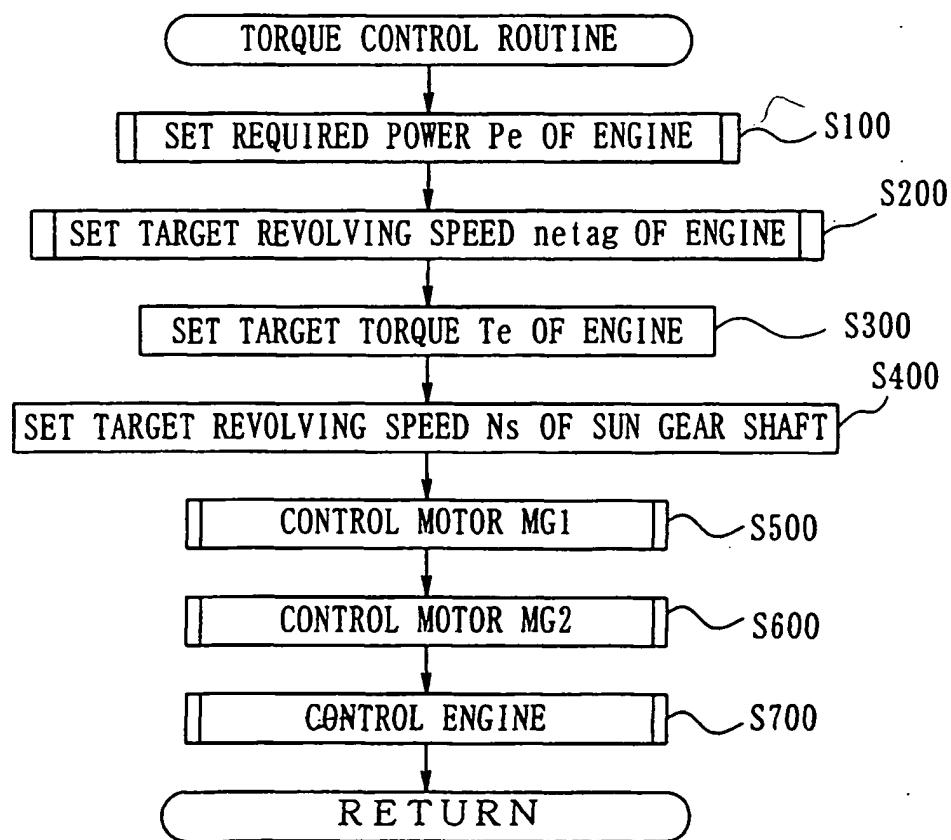 TORQUE CONTROL ROUTINE
SET REQUIRED POWER Pe OF ENGINE
S100
SET TARGET REVOLVING SPEED netag OF ENGINE
S200
SET TARGET TORQUE Te OF ENGINE
S300
SET TARGET REVOLVING SPEED Ns OF SUN GEAR SHAFT
S400
CONTROL MOTOR MG1
S500
CONTROL MOTOR MG2
S600
CONTROL ENGINE
S700
RETURN